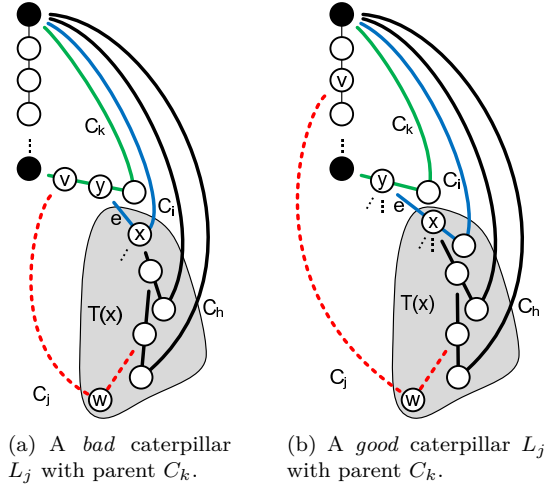 v
C_k
v y C_i
e
x
T(x)
C_h
C_j
w
(a) A bad caterpillar
L_j with parent C_k.
v
C_k
y C_i
e
x
T(x)
C_h
C_j
w
(b) A good caterpillar L_j
with parent C_k.